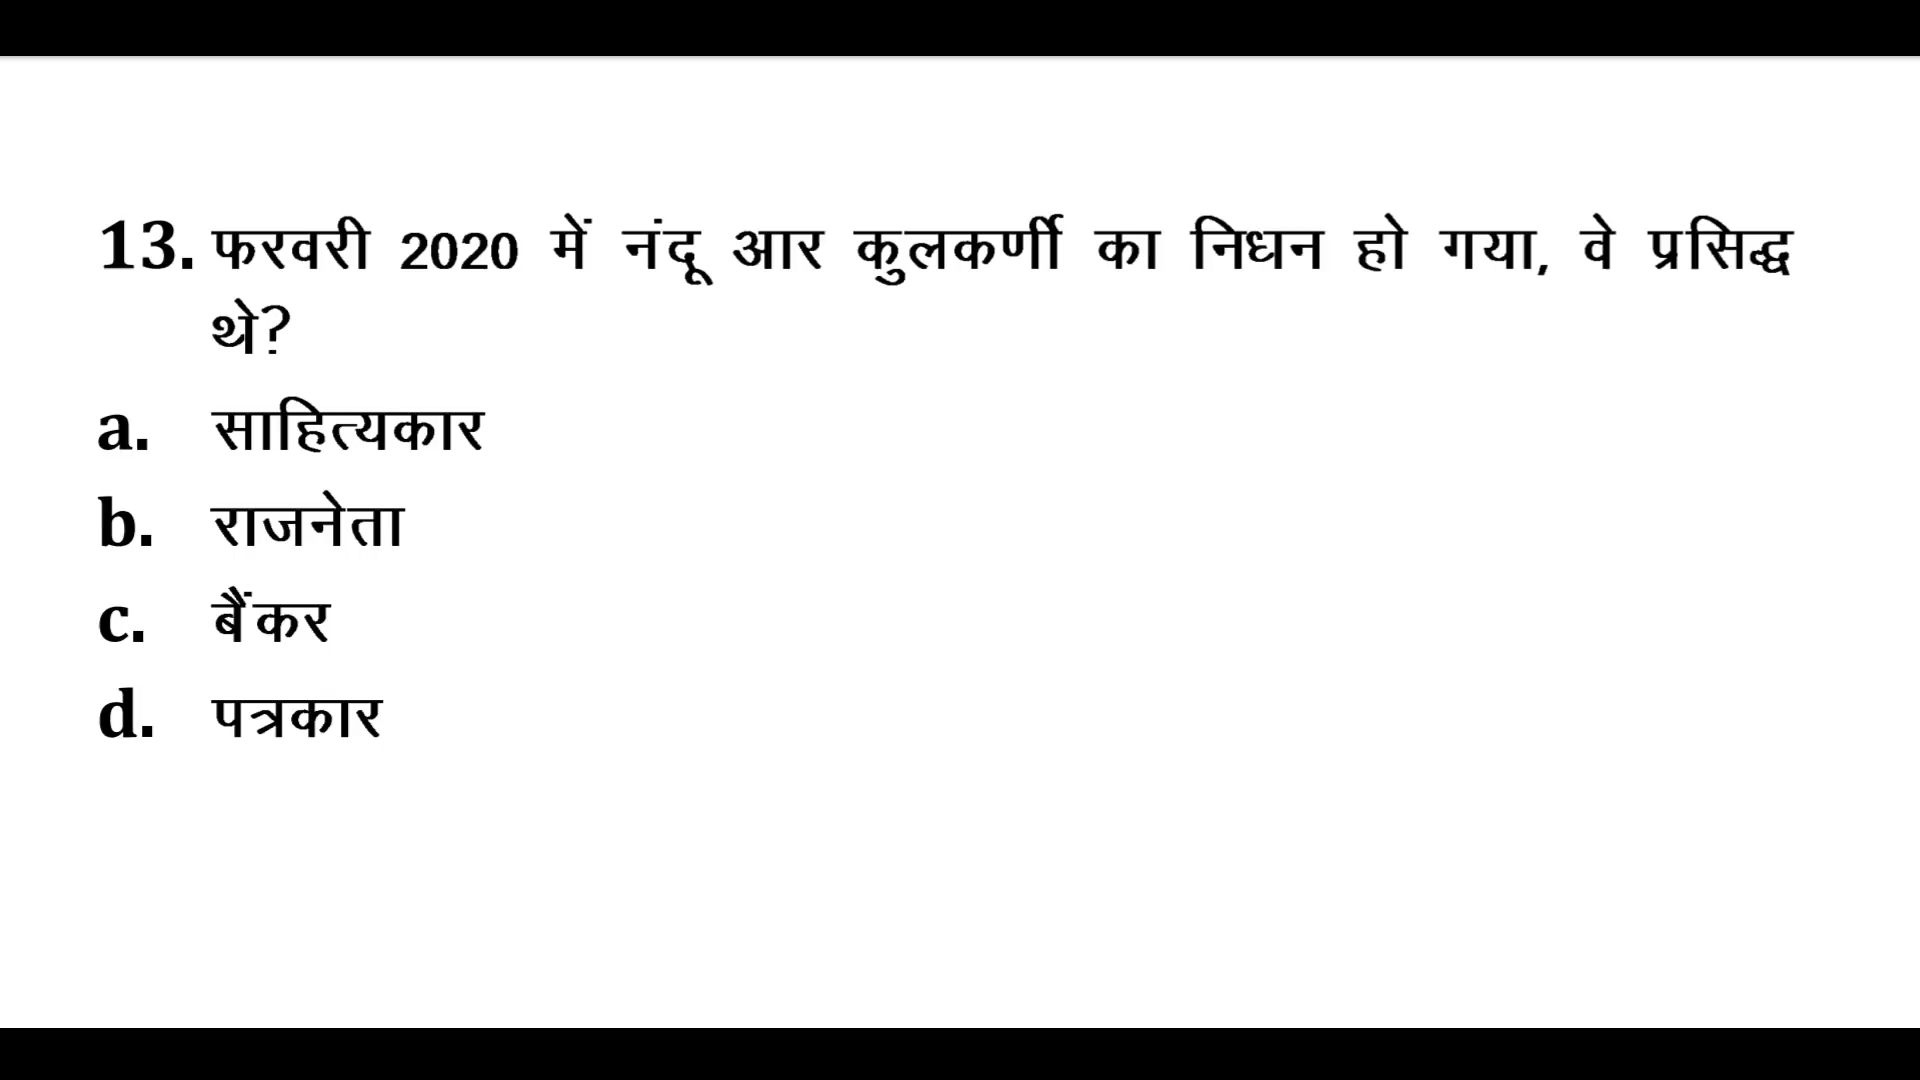 13. फरवरी 2020 में नंदू आर कुलकर्णी का निधन हो गया, वे प्रसिद्ध
थे?
a. साहित्यकार
b. राजनेता
c. बैंकर
d. पत्रकार